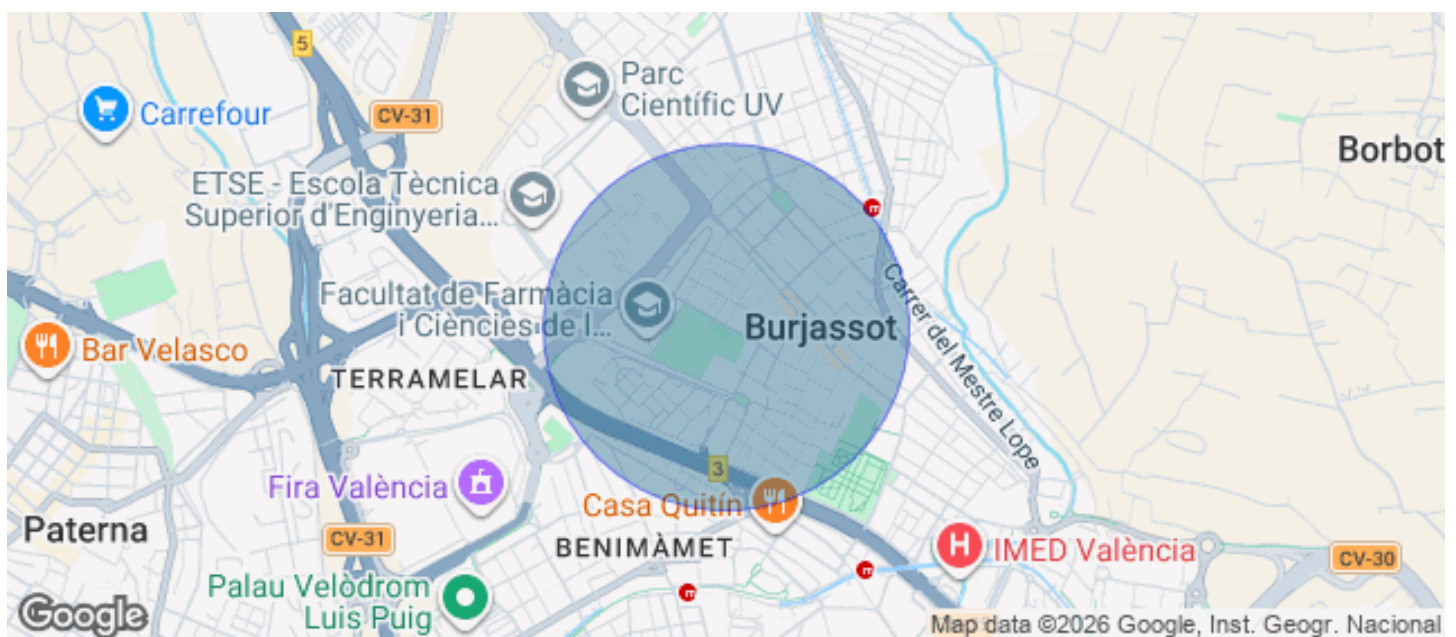 5
Parc
Científic UV
Carrefour
CV-31
Borbot
ETSE - Escola Tècnica
Superior d'Enginyeria...
m
Carrer del Mestre Lope
Facultat de Farmàcia
i Ciències de l...
Burjassot
Bar Velasco
TERRAMELAR
3
Fira València
Casa Quitín
Paterna
CV-31
BENIMÀMET
H
IMED València
CV-30
m
m
Palau Velòdrom
Luis Puig
Google
Map data ©2026 Google, Inst. Geogr. Nacional